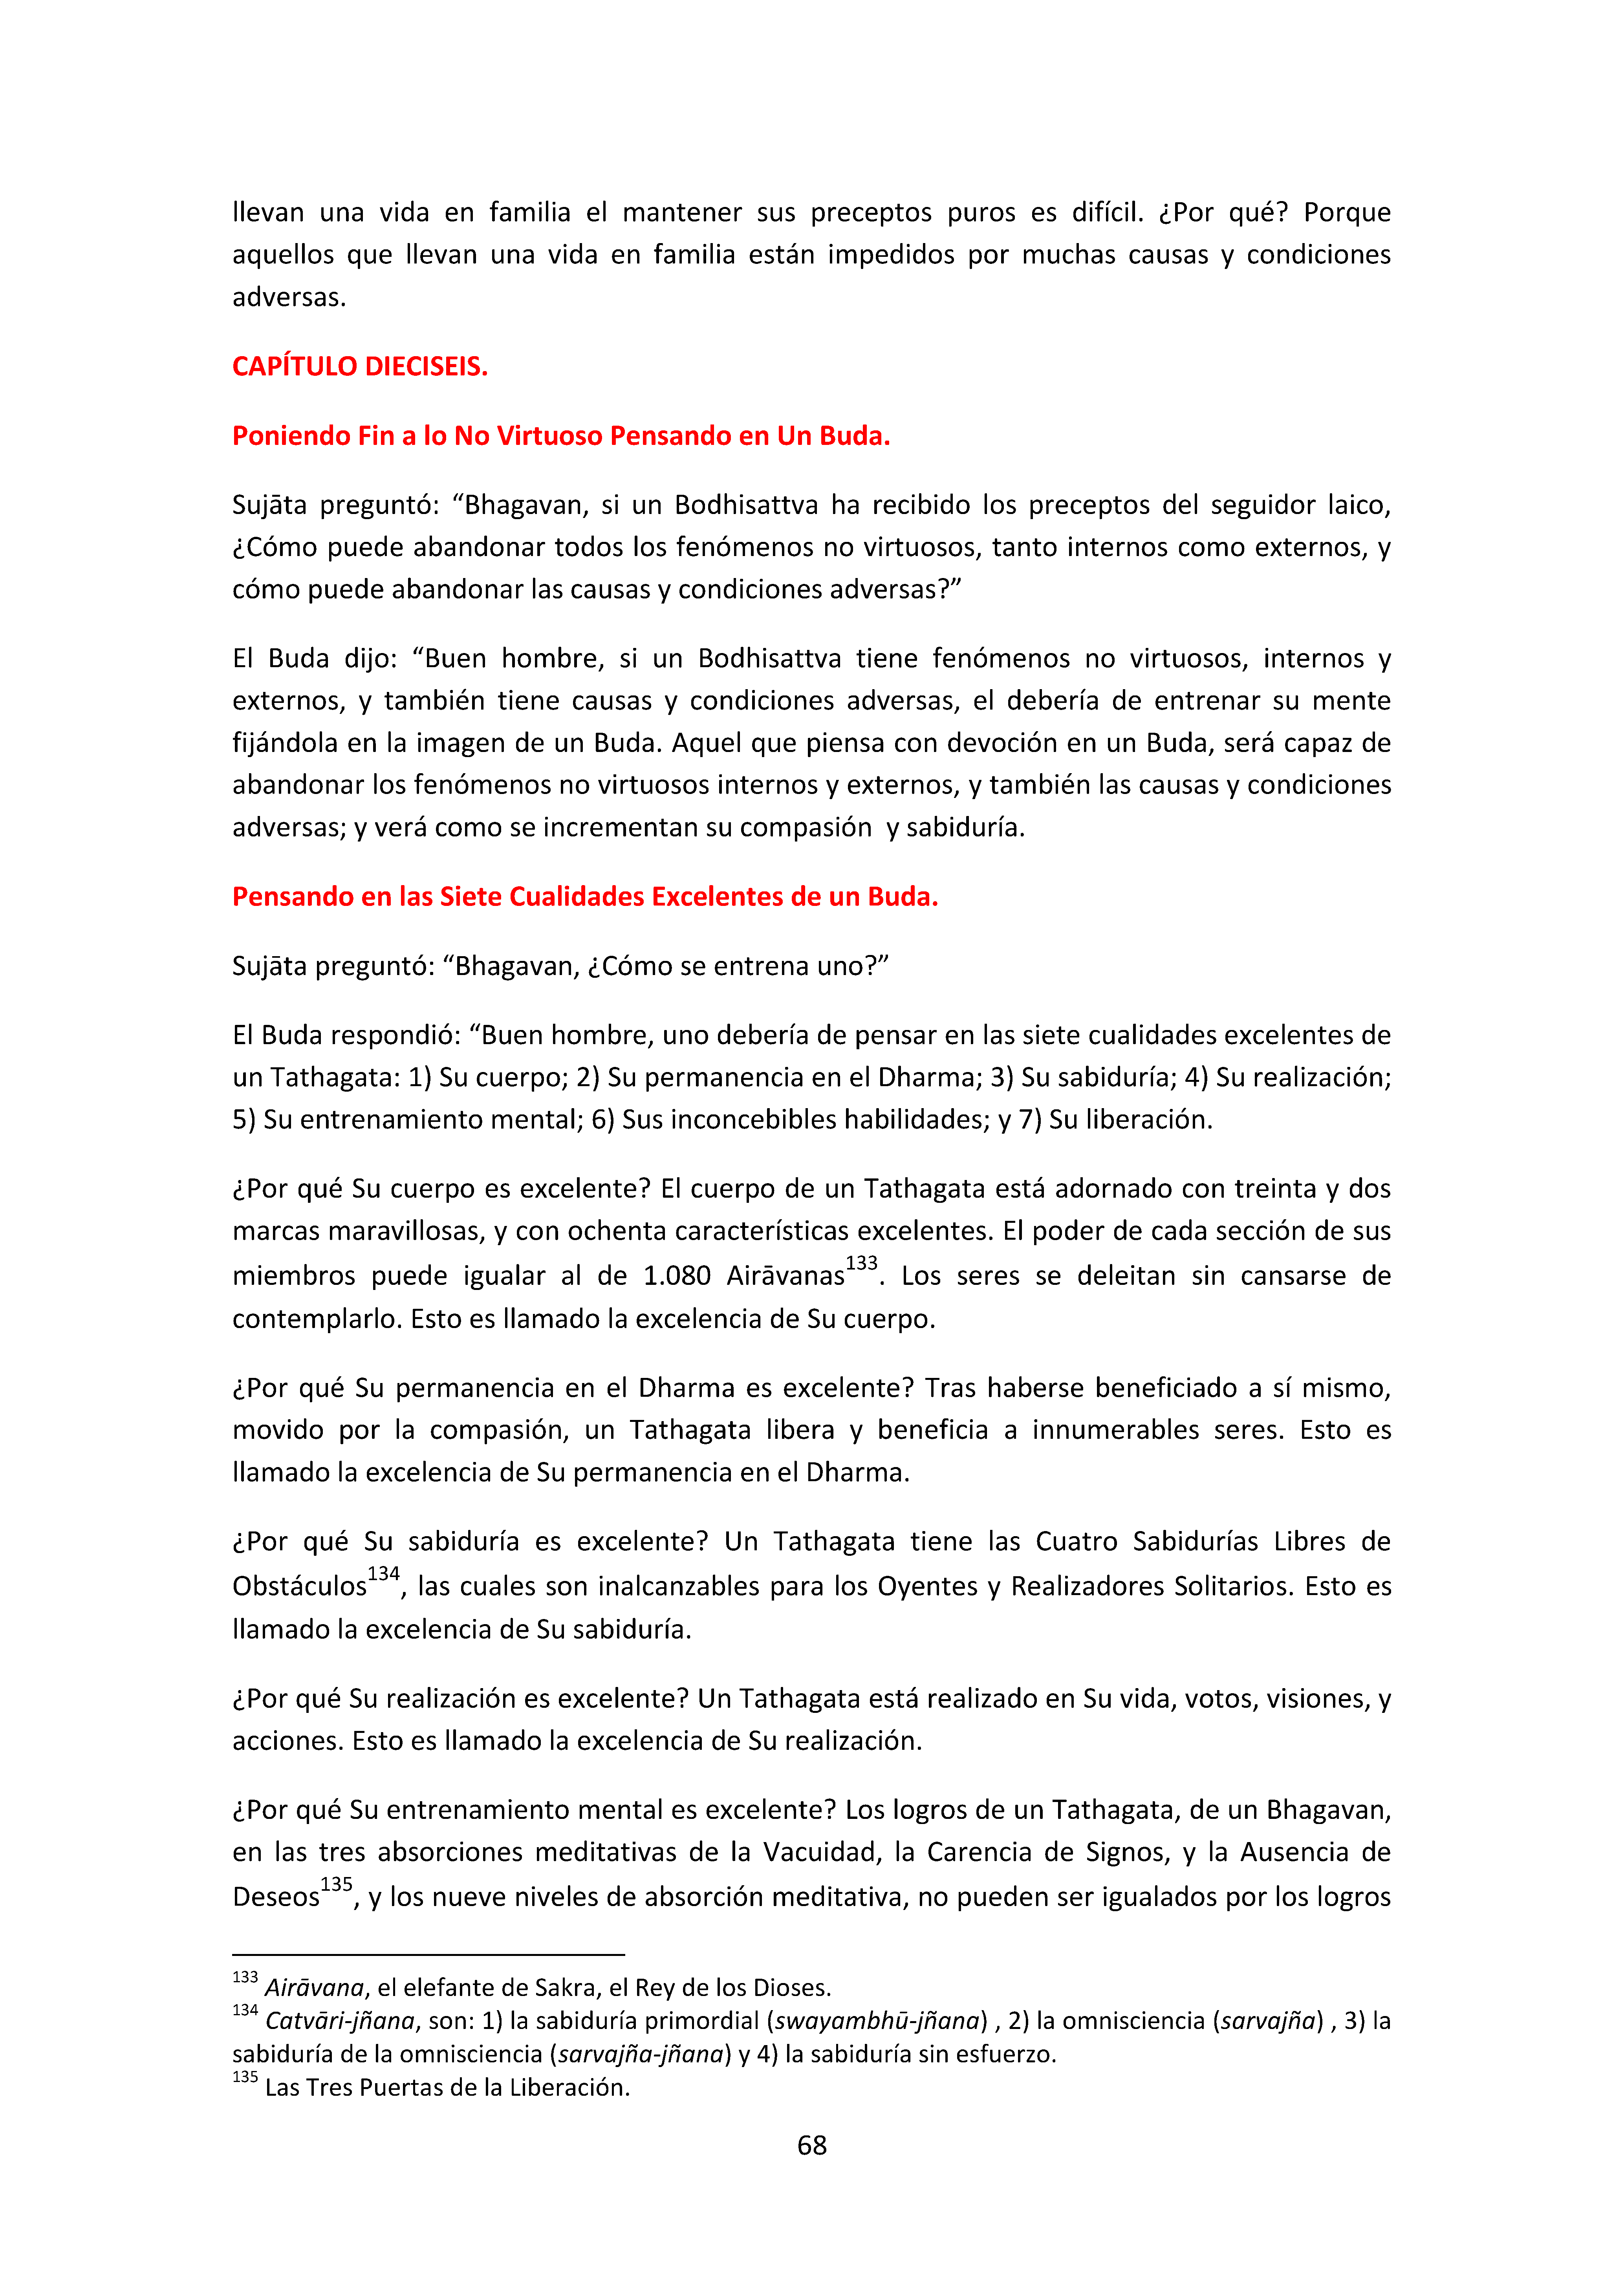 llevan una vida en familia el mantener sus preceptos puros es difícil. ¿Por qué? Porque
aquellos que llevan una vida en familia están impedidos por muchas causas y condiciones
adversas.
CAPÍTULO DIECISEIS.
Poniendo Fin a lo No Virtuoso Pensando en Un Buda.
Sujāta preguntó: “Bhagavan, si un Bodhisattva ha recibido los preceptos del seguidor laico,
¿Cómo puede abandonar todos los fenómenos no virtuosos, tanto internos como externos, y
cómo puede abandonar las causas y condiciones adversas?”
El Buda dijo: “Buen hombre, si un Bodhisattva tiene fenómenos no virtuosos, internos y
externos, y también tiene causas y condiciones adversas, el debería de entrenar su mente
fijándola en la imagen de un Buda. Aquel que piensa con devoción en un Buda, será capaz de
abandonar los fenómenos no virtuosos internos y externos, y también las causas y condiciones
adversas; y verá como se incrementan su compasión  y sabiduría.
Pensando en las Siete Cualidades Excelentes de un Buda.
Sujāta preguntó: “Bhagavan, ¿Cómo se entrena uno?”
El Buda respondió: “Buen hombre, uno debería de pensar en las siete cualidades excelentes de
un Tathagata: 1) Su cuerpo; 2) Su permanencia en el Dharma; 3) Su sabiduría; 4) Su realización;
5) Su entrenamiento mental; 6) Sus inconcebibles habilidades; y 7) Su liberación.
¿Por qué Su cuerpo es excelente? El cuerpo de un Tathagata está adornado con treinta y dos
marcas maravillosas, y con ochenta características excelentes. El poder de cada sección de sus
miembros puede igualar al de 1.080 Airāvanas133. Los seres se deleitan sin cansarse de
contemplarlo. Esto es llamado la excelencia de Su cuerpo.
¿Por qué Su permanencia en el Dharma es excelente? Tras haberse beneficiado a sí mismo,
movido por la compasión, un Tathagata libera y beneficia a innumerables seres. Esto es
llamado la excelencia de Su permanencia en el Dharma.
¿Por qué Su sabiduría es excelente? Un Tathagata tiene las Cuatro Sabidurías Libres de
Obstáculos134, las cuales son inalcanzables para los Oyentes y Realizadores Solitarios. Esto es
llamado la excelencia de Su sabiduría.
¿Por qué Su realización es excelente? Un Tathagata está realizado en Su vida, votos, visiones, y
acciones. Esto es llamado la excelencia de Su realización.
¿Por qué Su entrenamiento mental es excelente? Los logros de un Tathagata, de un Bhagavan,
en las tres absorciones meditativas de la Vacuidad, la Carencia de Signos, y la Ausencia de
Deseos135, y los nueve niveles de absorción meditativa, no pueden ser igualados por los logros
133 Airāvana, el elefante de Sakra, el Rey de los Dioses.
134 Catvāri-jñana, son: 1) la sabiduría primordial (swayambhū-jñana) , 2) la omnisciencia (sarvajña) , 3) la
sabiduría de la omnisciencia (sarvajña-jñana) y 4) la sabiduría sin esfuerzo.
135 Las Tres Puertas de la Liberación.
68